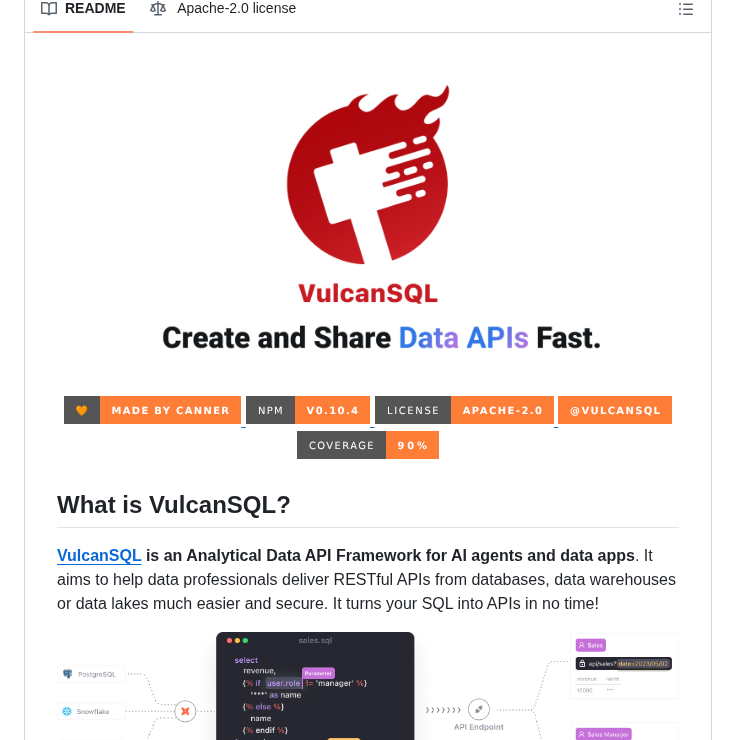 README Apache-2.0 license
VulcanSQL
Create and Share Data APIs Fast.
MADE BY CANNER NPM V0.10.4 LICENSE APACHE-2.0 @VULCANSQL
COVERAGE 90%
What is VulcanSQL?
VulcanSQL is an Analytical Data API Framework for AI agents and data apps. It
aims to help data professionals deliver RESTful APIs from databases, data warehouses
or data lakes much easier and secure. It turns your SQL into APIs in no time!
sales.sql
Sales
select
api/sales? date=2023/05/02
revenue,
Parameter
PostgreSQL
{% if user.role != 'manager' %}
revenue name
'***' as name
10000 ***
{% else %}
Snowflake
name
API Endpoint
{% endif %}
Sales Manager